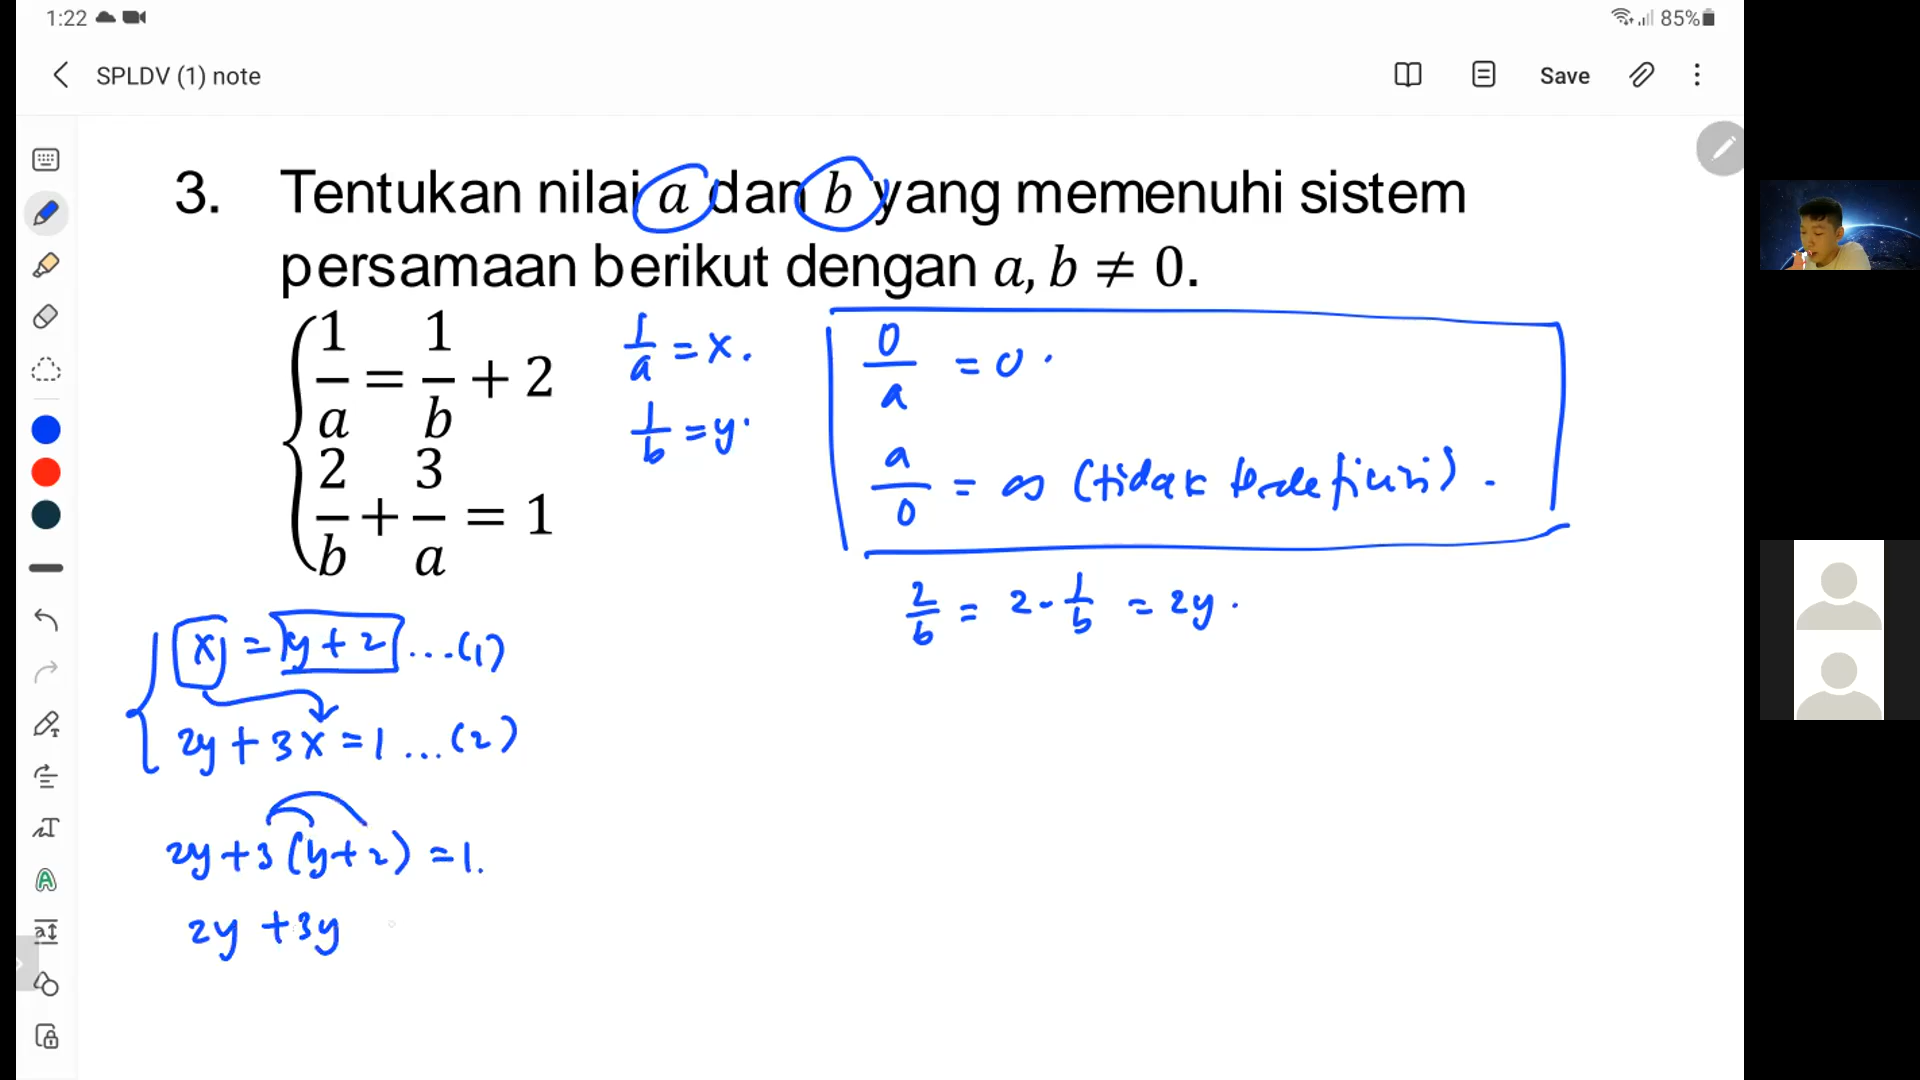 1:22 85%
SPLDV (1) note Save
3. Tentukan nilai a dan b yang memenuhi sistem
persamaan berikut dengan a, b ≠ 0.
1/a = 1/b + 2
2/b + 3/a = 1
1/a = x.
1/b = y.
0/a = 0.
a/0 = ∞ (tidak terdefinisi).
2/b = 2 · 1/b = 2y.
x = y + 2 ...(1)
2y + 3x = 1 ...(2)
2y + 3(y + 2) = 1.
2y + 3y